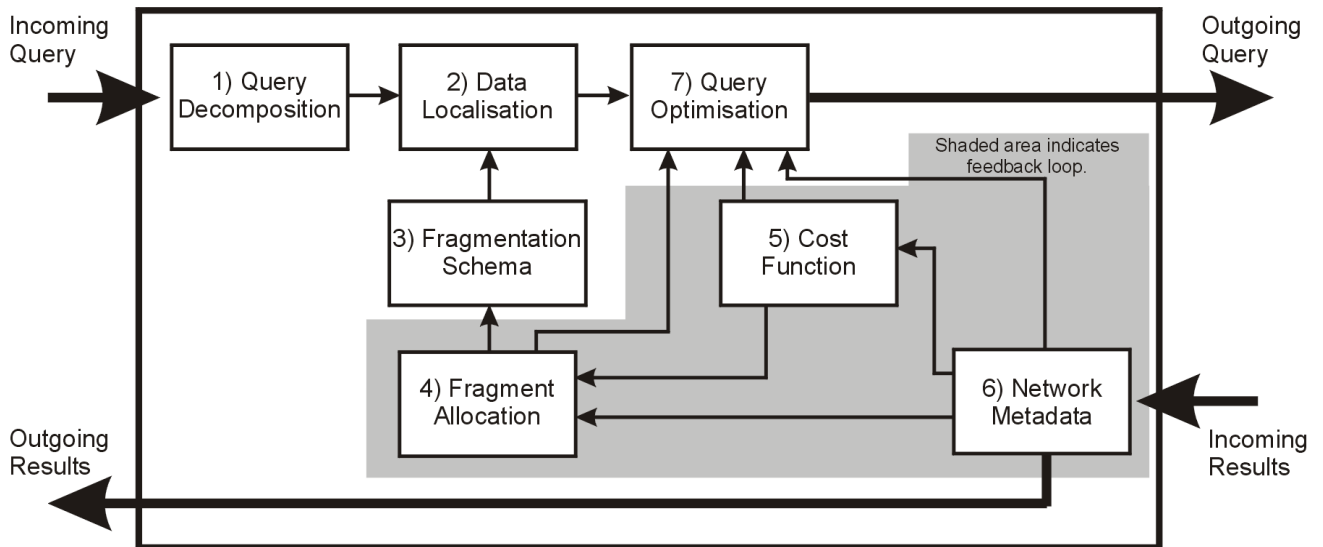 Incoming
Query
Outgoing
Query
1) Query
Decomposition
2) Data
Localisation
7) Query
Optimisation
Shaded area indicates
feedback loop.
3) Fragmentation
Schema
5) Cost
Function
4) Fragment
Allocation
6) Network
Metadata
Outgoing
Results
Incoming
Results